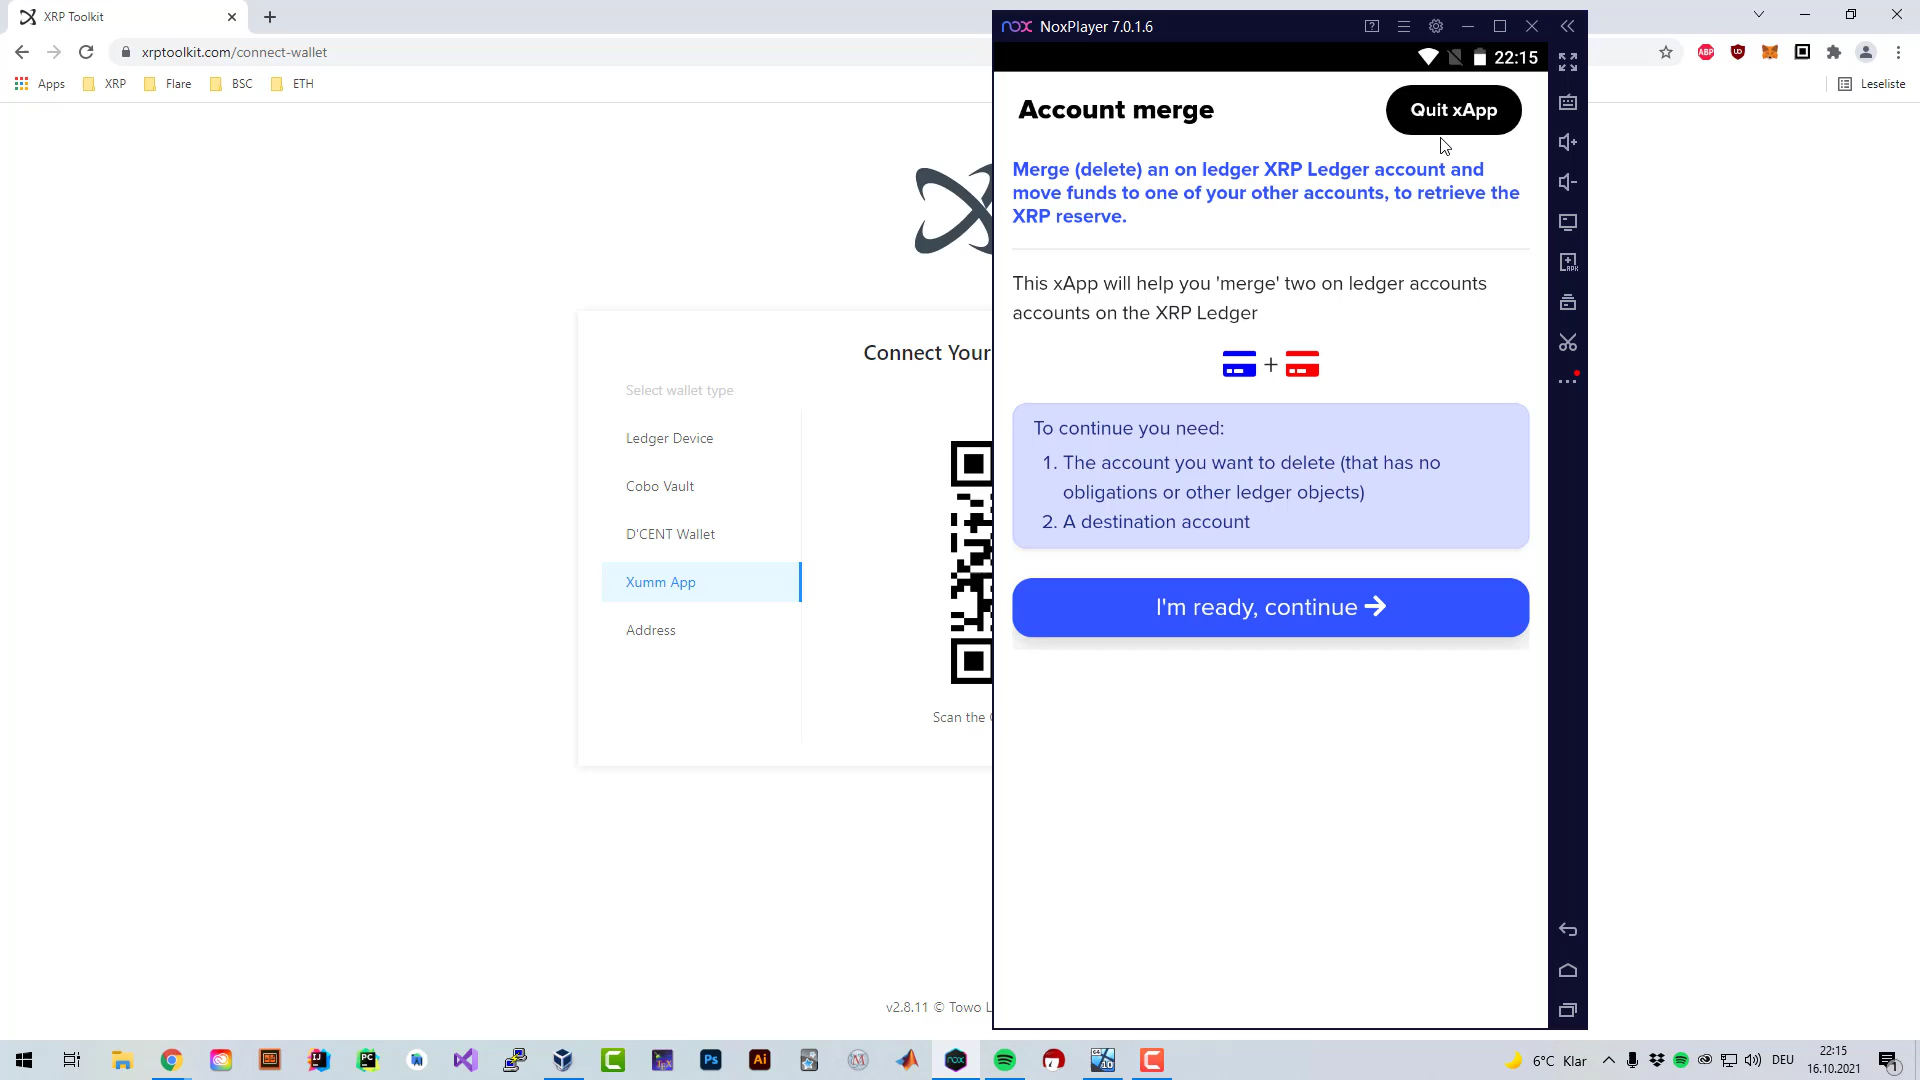 XRP Toolkit
xrptoolkit.com/connect-wallet
Apps
XRP
Flare
BSC
ETH
Leseliste
Connect Your
Select wallet type
Ledger Device
Cobo Vault
D'CENT Wallet
Xumm App
Address
Scan the
v2.8.11 © Towo L
nox NoxPlayer 7.0.1.6
22:15
Account merge
Quit xApp
Merge (delete) an on ledger XRP Ledger account and
move funds to one of your other accounts, to retrieve the
XRP reserve.
This xApp will help you 'merge' two on ledger accounts
accounts on the XRP Ledger
+
To continue you need:
1. The account you want to delete (that has no
obligations or other ledger objects)
2. A destination account
I'm ready, continue
6°C Klar
DEU
22:15
16.10.2021